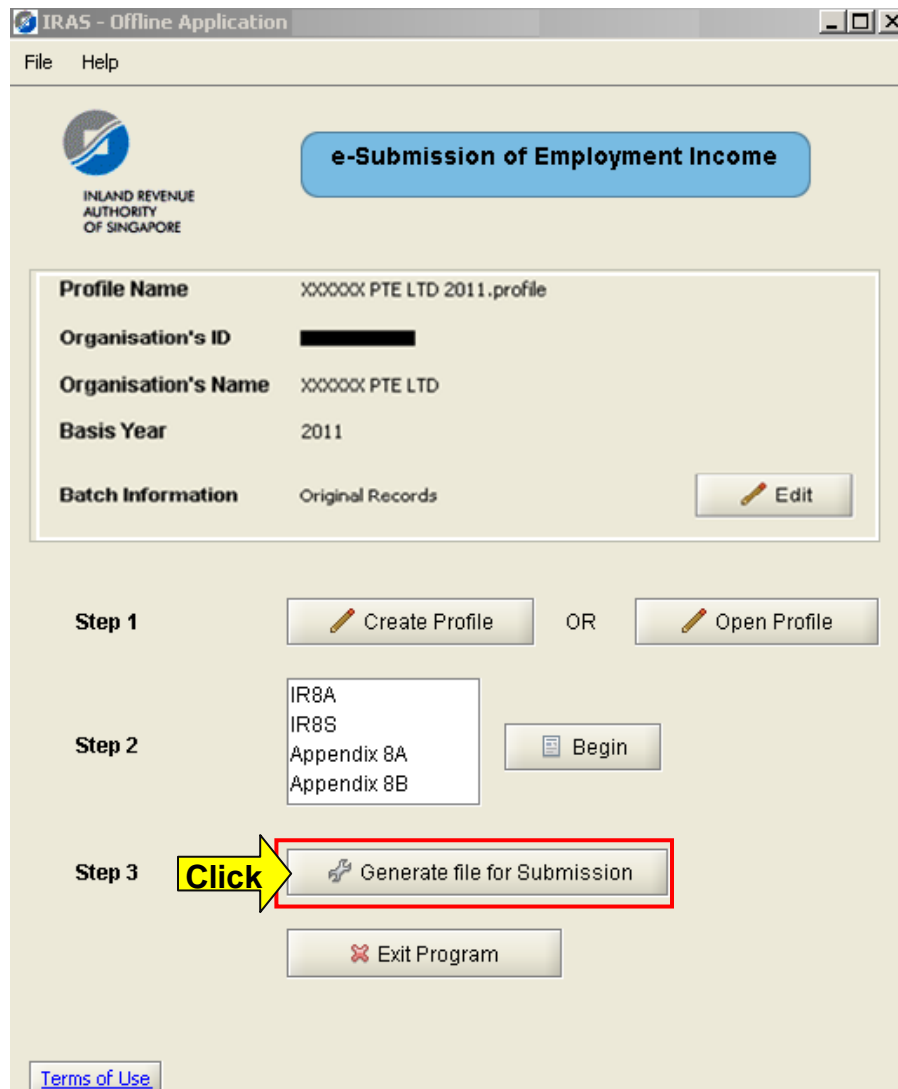 IRAS - Offline Application
File Help
INLAND REVENUE
AUTHORITY
OF SINGAPORE
e-Submission of Employment Income
Profile Name XXXXXX PTE LTD 2011.profile
Organisation's ID
Organisation's Name XXXXXX PTE LTD
Basis Year 2011
Batch Information Original Records Edit
Step 1 Create Profile OR Open Profile
IR8A
IR8S
Appendix 8A
Appendix 8B
Step 2 Begin
Step 3 Click Generate file for Submission
Exit Program
Terms of Use